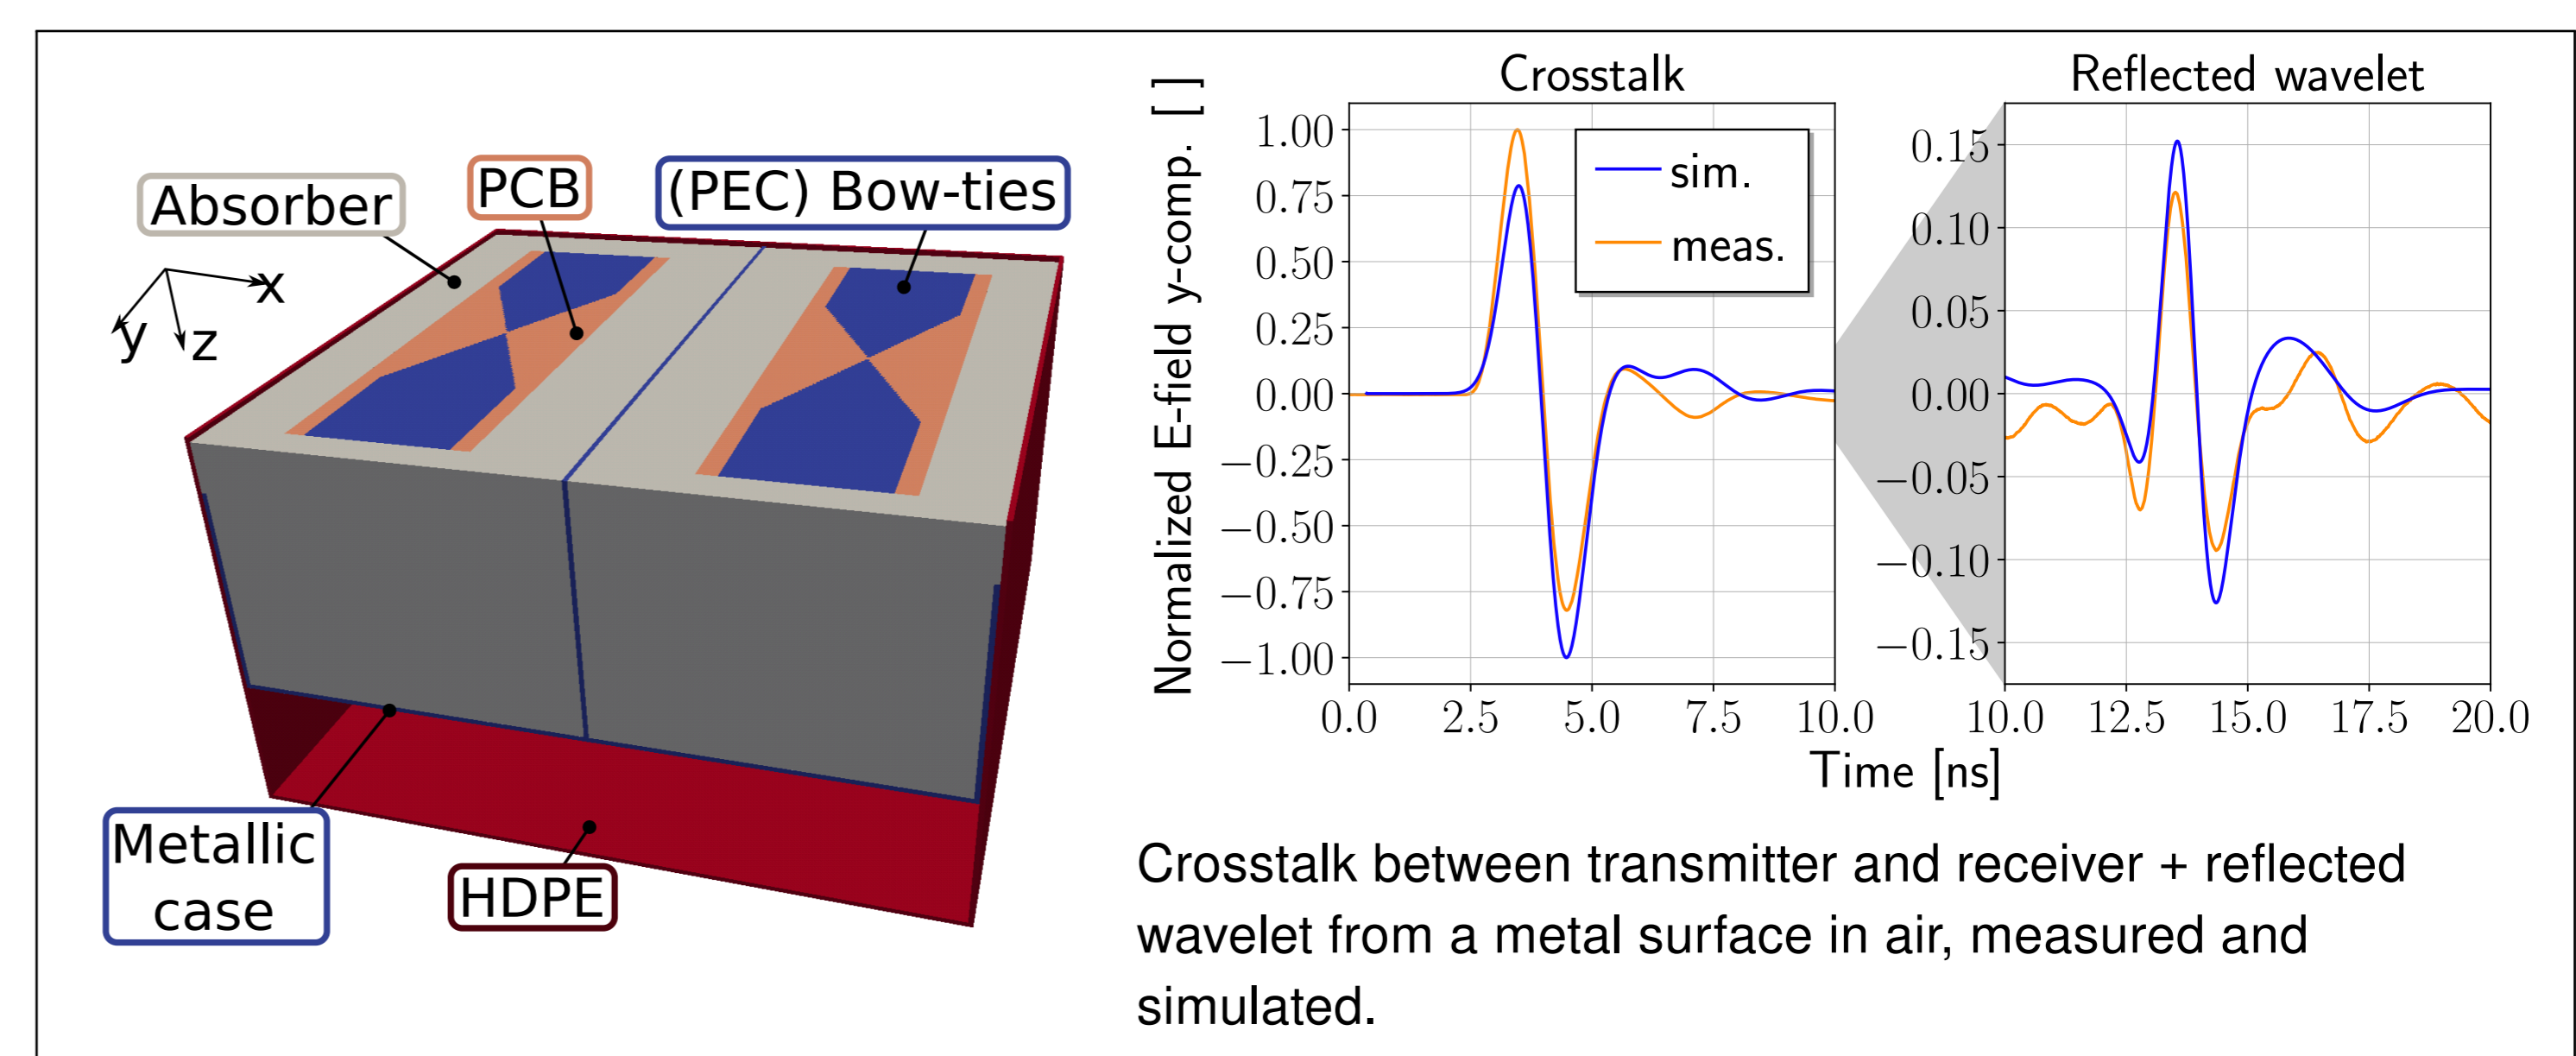 Absorber
PCB
(PEC) Bow-ties
x
y
z
Metallic
case
HDPE
Crosstalk
Reflected wavelet
Normalized E-field y-comp. [ ]
1.00
0.75
0.50
0.25
0.00
−0.25
−0.50
−0.75
−1.00
sim.
meas.
0.0 2.5 5.0 7.5 10.0
0.15
0.10
0.05
0.00
−0.05
−0.10
−0.15
10.0 12.5 15.0 17.5 20.0
Time [ns]
Crosstalk between transmitter and receiver + reflected
wavelet from a metal surface in air, measured and
simulated.